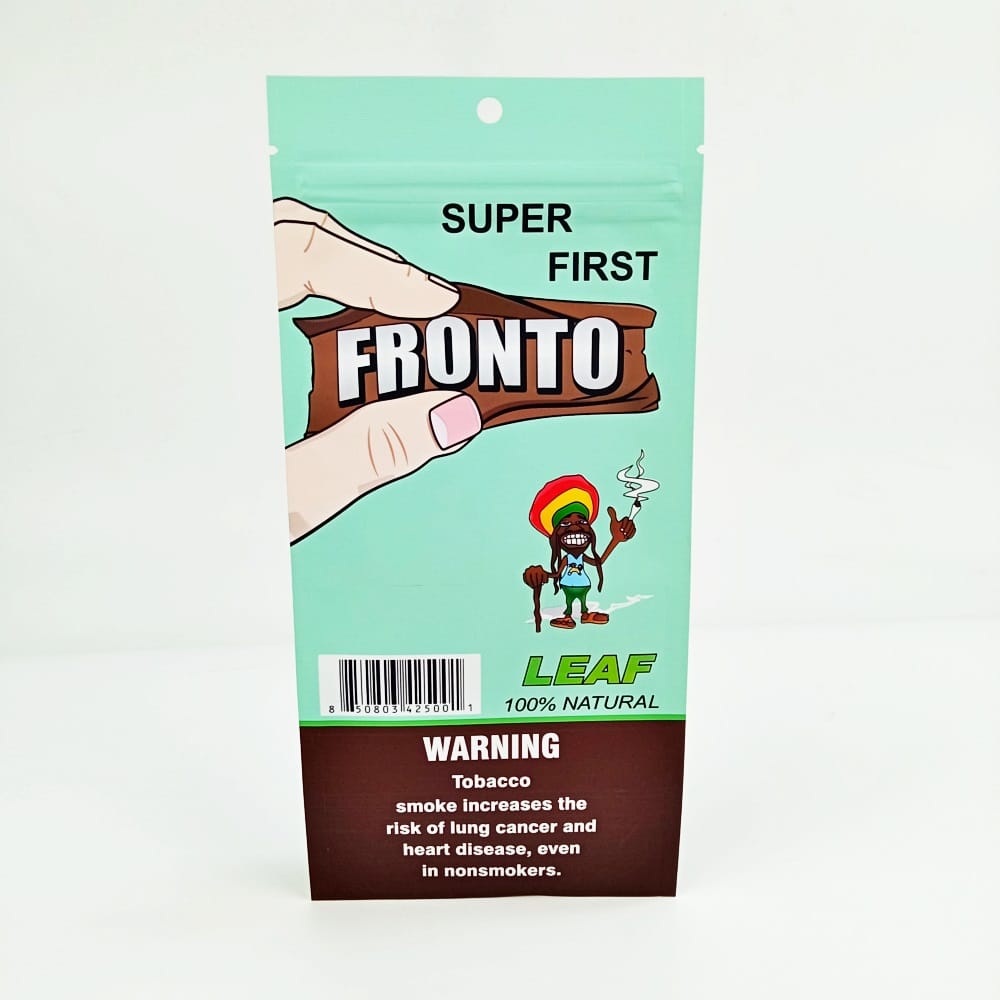 SUPER
FIRST
FRONTO
LEAF
100% NATURAL
8 50803 42500 1
WARNING
Tobacco
smoke increases the
risk of lung cancer and
heart disease, even
in nonsmokers.